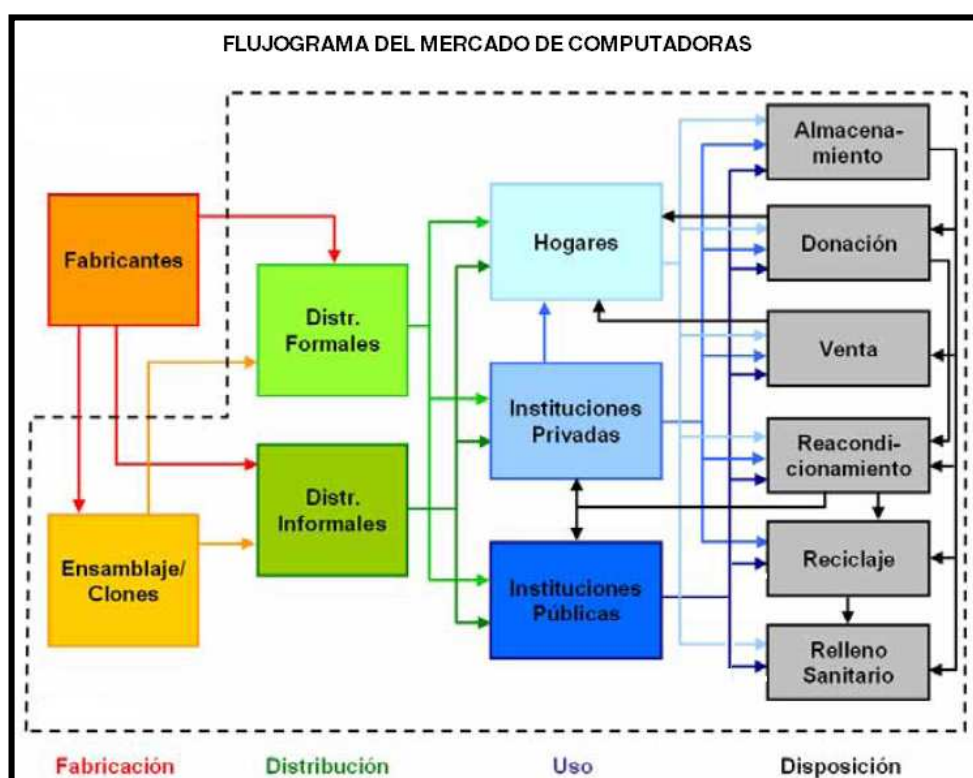 FLUJOGRAMA DEL MERCADO DE COMPUTADORAS
Fabricantes
Ensamblaje/
Clones
Distr.
Formales
Distr.
Informales
Hogares
Instituciones
Privadas
Instituciones
Públicas
Almacena-
miento
Donación
Venta
Reacondi-
cionamiento
Reciclaje
Relleno
Sanitario
Fabricación
Distribución
Uso
Disposición